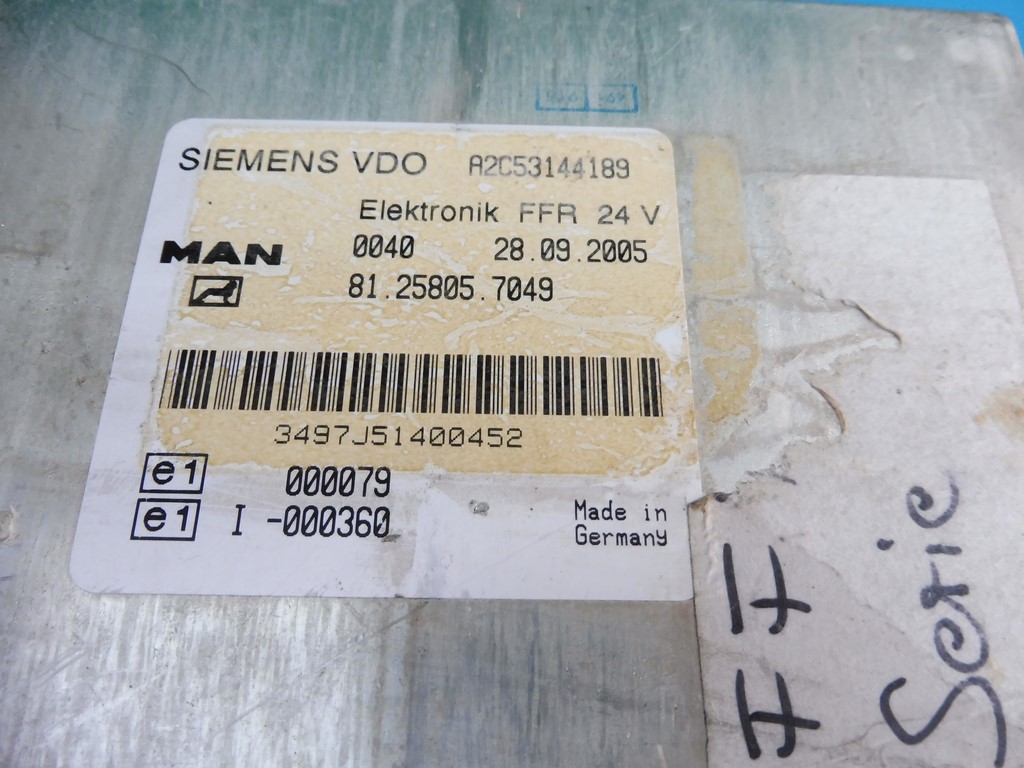 SIEMENS VDO A2C53144189
Elektronik FFR 24 V
MAN 0040 28.09.2005
81.25805.7049
3497J51400452
e1 000079
e1 I -000360
Made in
Germany
Serie